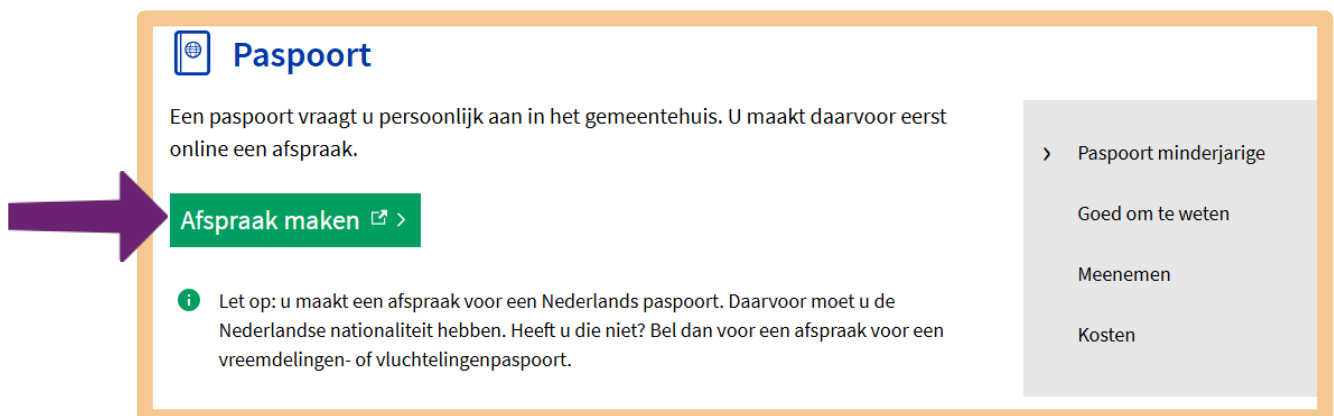 Paspoort
Een paspoort vraagt u persoonlijk aan in het gemeentehuis. U maakt daarvoor eerst
online een afspraak.
Afspraak maken
Let op: u maakt een afspraak voor een Nederlands paspoort. Daarvoor moet u de
Nederlandse nationaliteit hebben. Heeft u die niet? Bel dan voor een afspraak voor een
vreemdelingen- of vluchtelingenpaspoort.
Paspoort minderjarige
Goed om te weten
Meenemen
Kosten